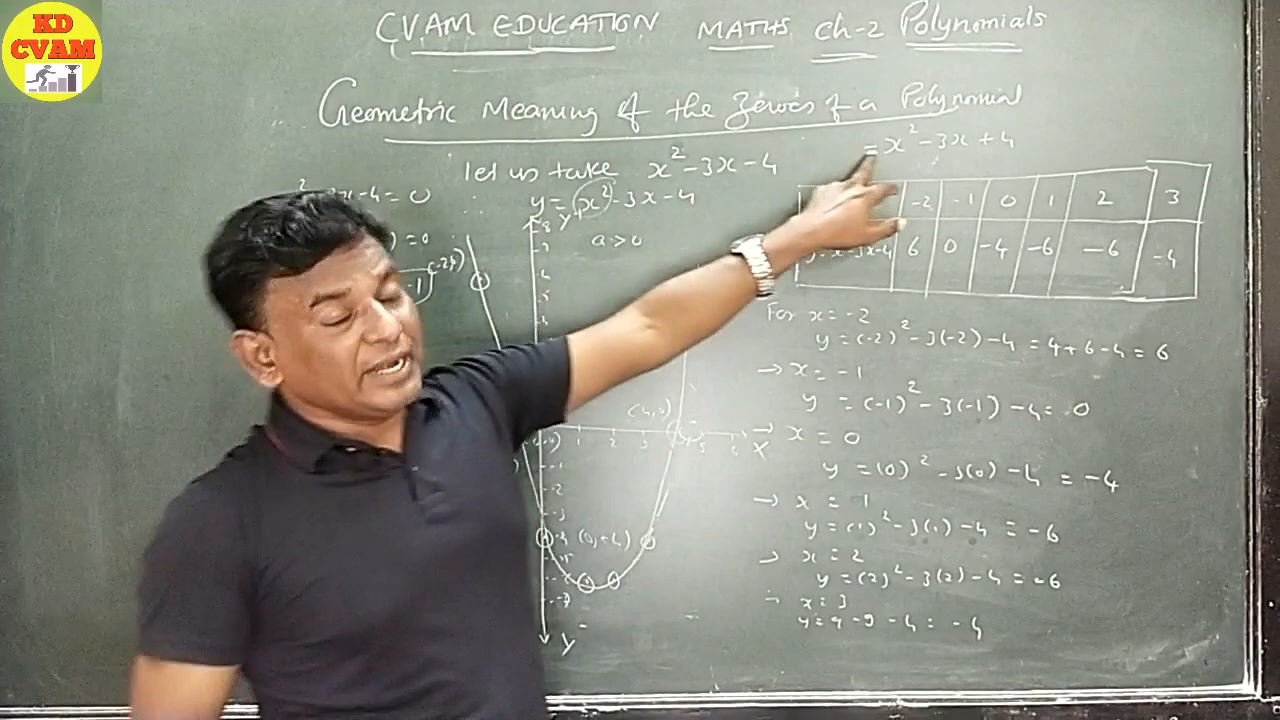 KD
CVAM
CVAM EDUCATION MATHS Ch-2 Polynomials
Geometric Meaning of the Zeroes of a Polynomial
let us take x² - 3x - 4
= x² - 3x + 4
y = x² - 3x - 4
a > 0
-2 -1 0 1 2 3
6 0 -4 -6 -6 -4
For x = -2
y = (-2)² - 3(-2) - 4 = 4 + 6 - 4 = 6
→ x = -1
y = (-1)² - 3(-1) - 4 = 0
→ x = 0
y = (0)² - 3(0) - 4 = -4
→ x = 1
y = (1)² - 3(1) - 4 = -6
→ x = 2
y = (2)² - 3(2) - 4 = -6
x = 3
y = 9 - 9 - 4 = -4
X
Y